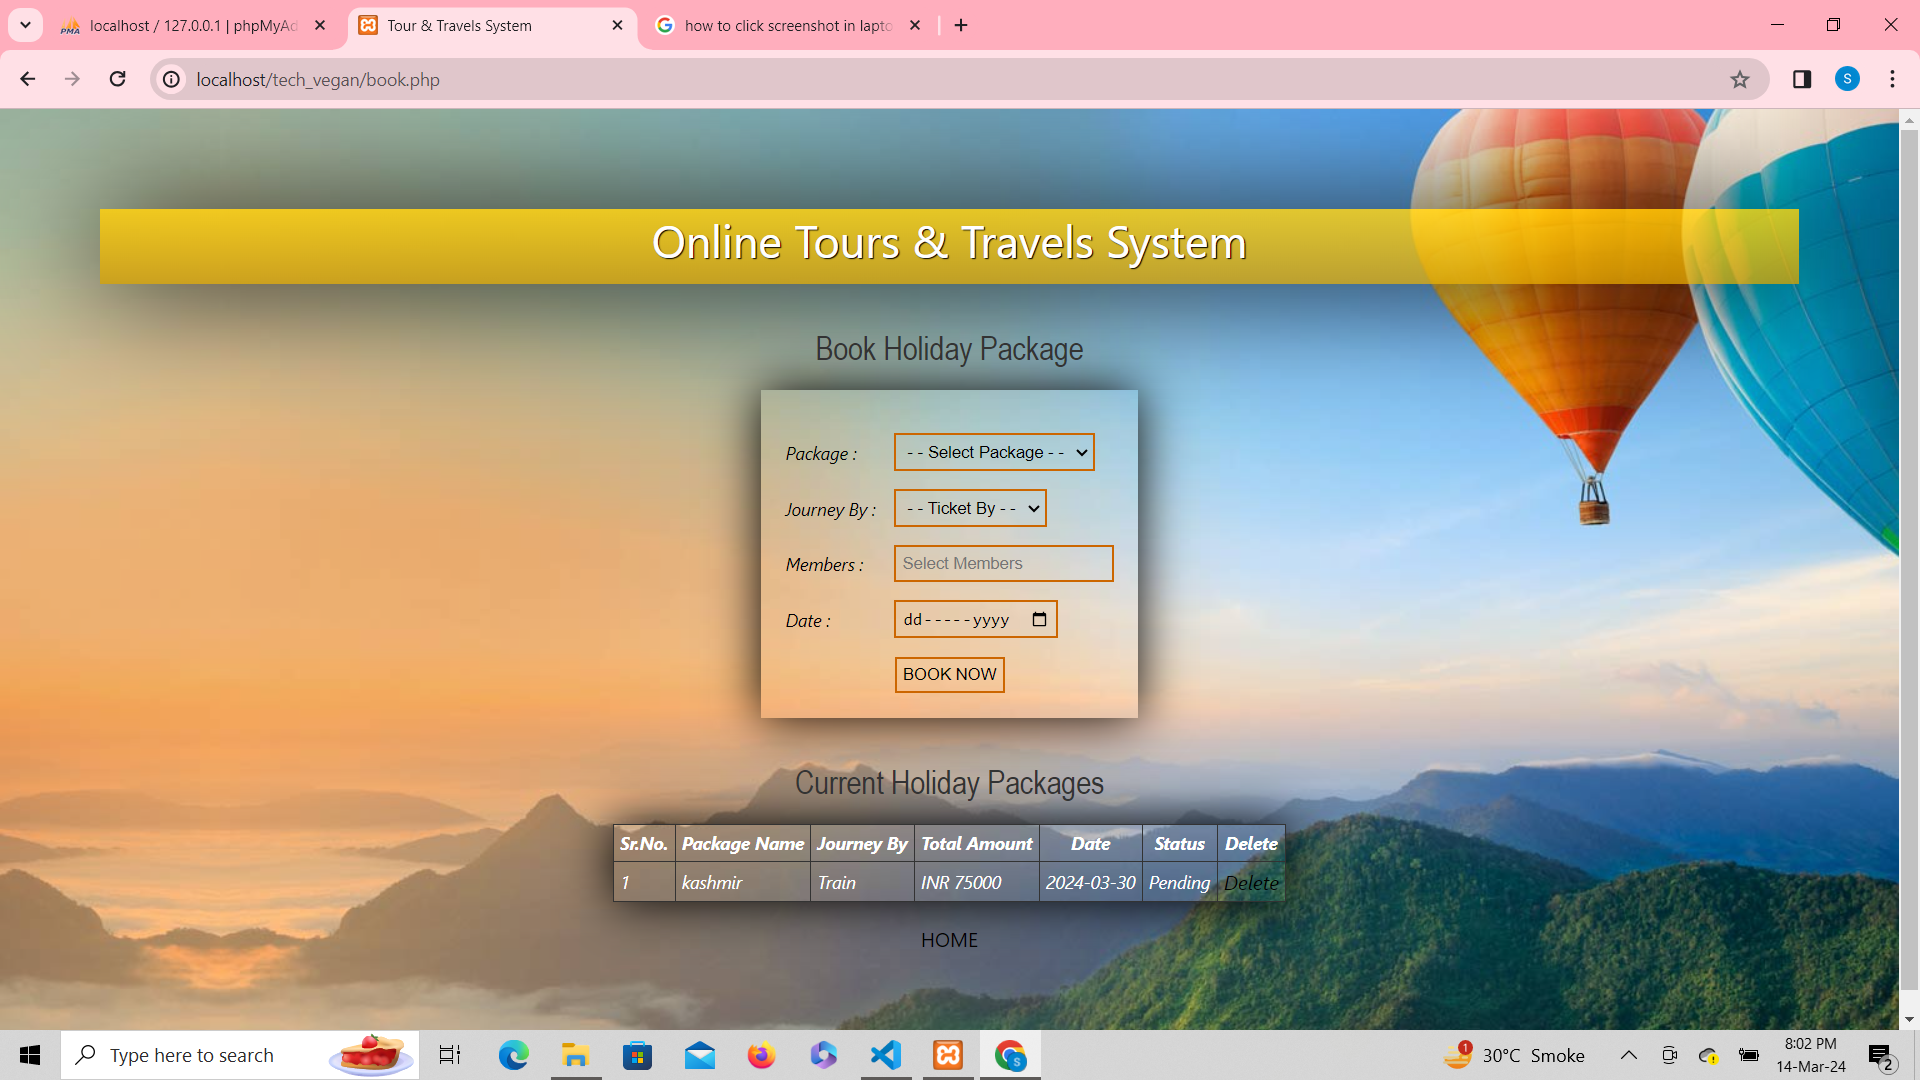 localhost / 127.0.0.1 | phpMyAd
Tour & Travels System
how to click screenshot in lapto
localhost/tech_vegan/book.php
S
Online Tours & Travels System
Book Holiday Package
Package : - - Select Package - -
Journey By : - - Ticket By - -
Members : Select Members
Date : dd-----yyyy
BOOK NOW
Current Holiday Packages
Sr.No. Package Name Journey By Total Amount Date Status Delete
1 kashmir Train INR 75000 2024-03-30 Pending Delete
HOME
Type here to search
S
1
30°C Smoke
8:02 PM
14-Mar-24
2